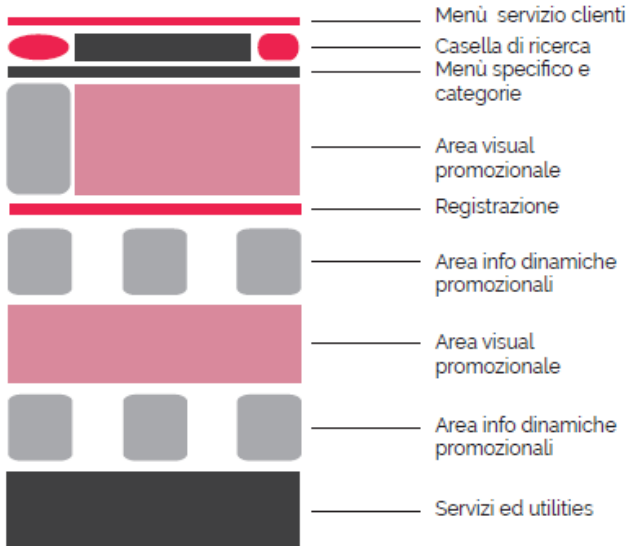 Menù servizio clienti
Casella di ricerca
Menù specifico e
categorie
Area visual
promozionale
Registrazione
Area info dinamiche
promozionali
Area visual
promozionale
Area info dinamiche
promozionali
Servizi ed utilities